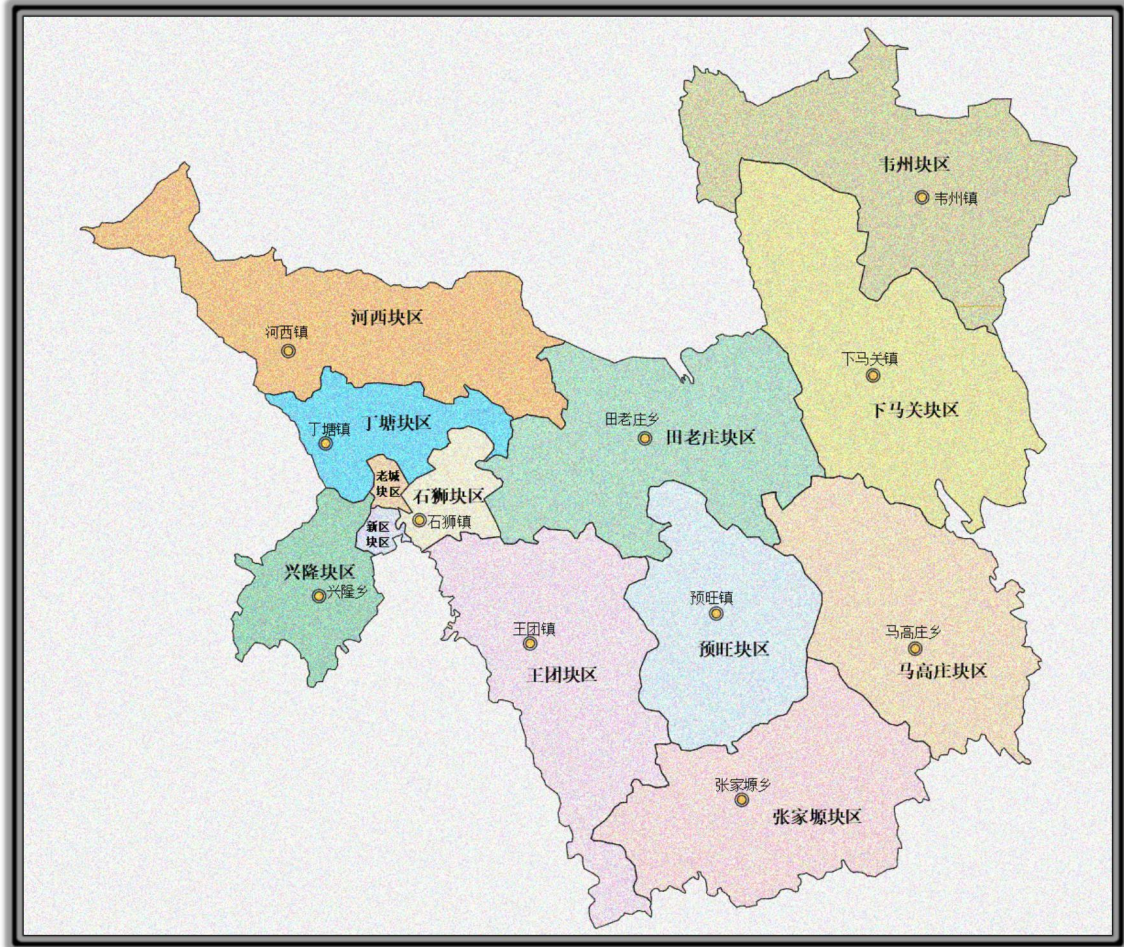 韦州块区
韦州镇
河西块区
河西镇
下马关镇
下马关块区
丁塘块区
丁塘镇
田老庄乡
田老庄块区
老城
块区
石狮块区
石狮镇
新区
块区
兴隆块区
兴隆乡
预旺镇
预旺块区
王团镇
王团块区
马高庄乡
马高庄块区
张家塬乡
张家塬块区